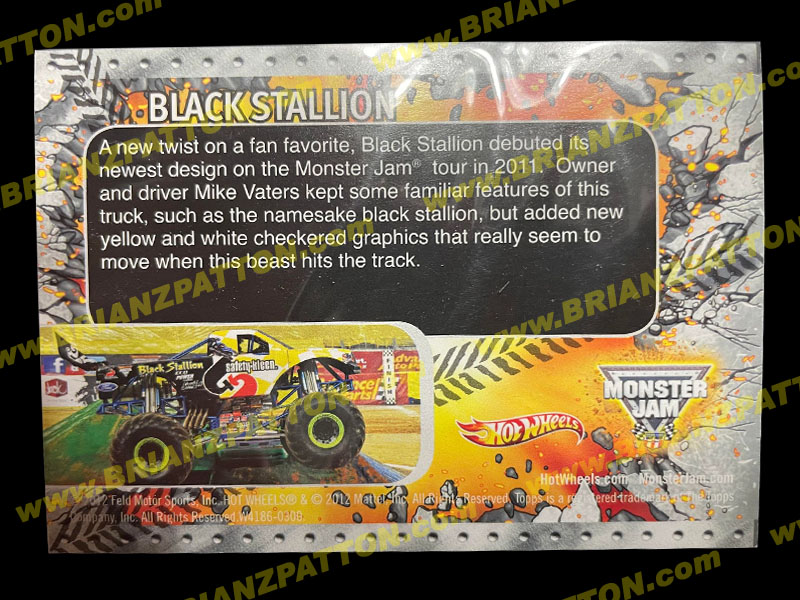 BLACK STALLION
A new twist on a fan favorite, Black Stallion debuted its
newest design on the Monster Jam® tour in 2011. Owner
and driver Mike Vaters kept some familiar features of this
truck, such as the namesake black stallion, but added new
yellow and white checkered graphics that really seem to
move when this beast hits the track.
Black Stallion
safety-kleen
MONSTER
JAM
HOT WHEELS
HotWheels.com MonsterJam.com
2012 Feld Motor Sports, Inc. HOT WHEELS® & © 2012 Mattel, Inc. All Rights Reserved. Topps is a registered trademark of The Topps
Company, Inc. All Rights Reserved. W4186-0308
www.BRIANZPATTON.com